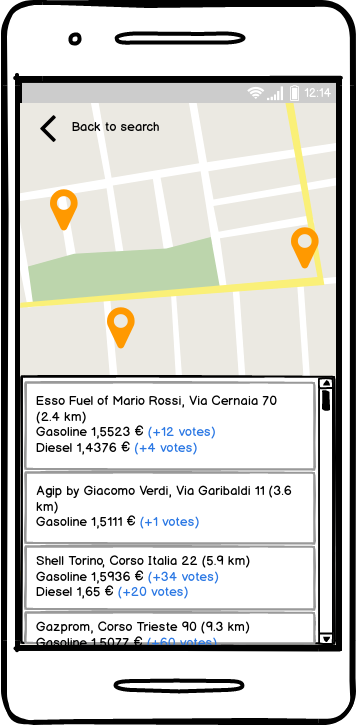 12:14
Back to search
Esso Fuel of Mario Rossi, Via Cernaia 70
(2.4 km)
Gasoline 1,5523 € (+12 votes)
Diesel 1,4376 € (+4 votes)
Agip by Giacomo Verdi, Via Garibaldi 11 (3.6
km)
Gasoline 1,5111 € (+1 votes)
Shell Torino, Corso Italia 22 (5.9 km)
Gasoline 1,5936 € (+34 votes)
Diesel 1,65 € (+20 votes)
Gazprom, Corso Trieste 90 (9.3 km)
Gasoline 1,5077 € (+60 votes)